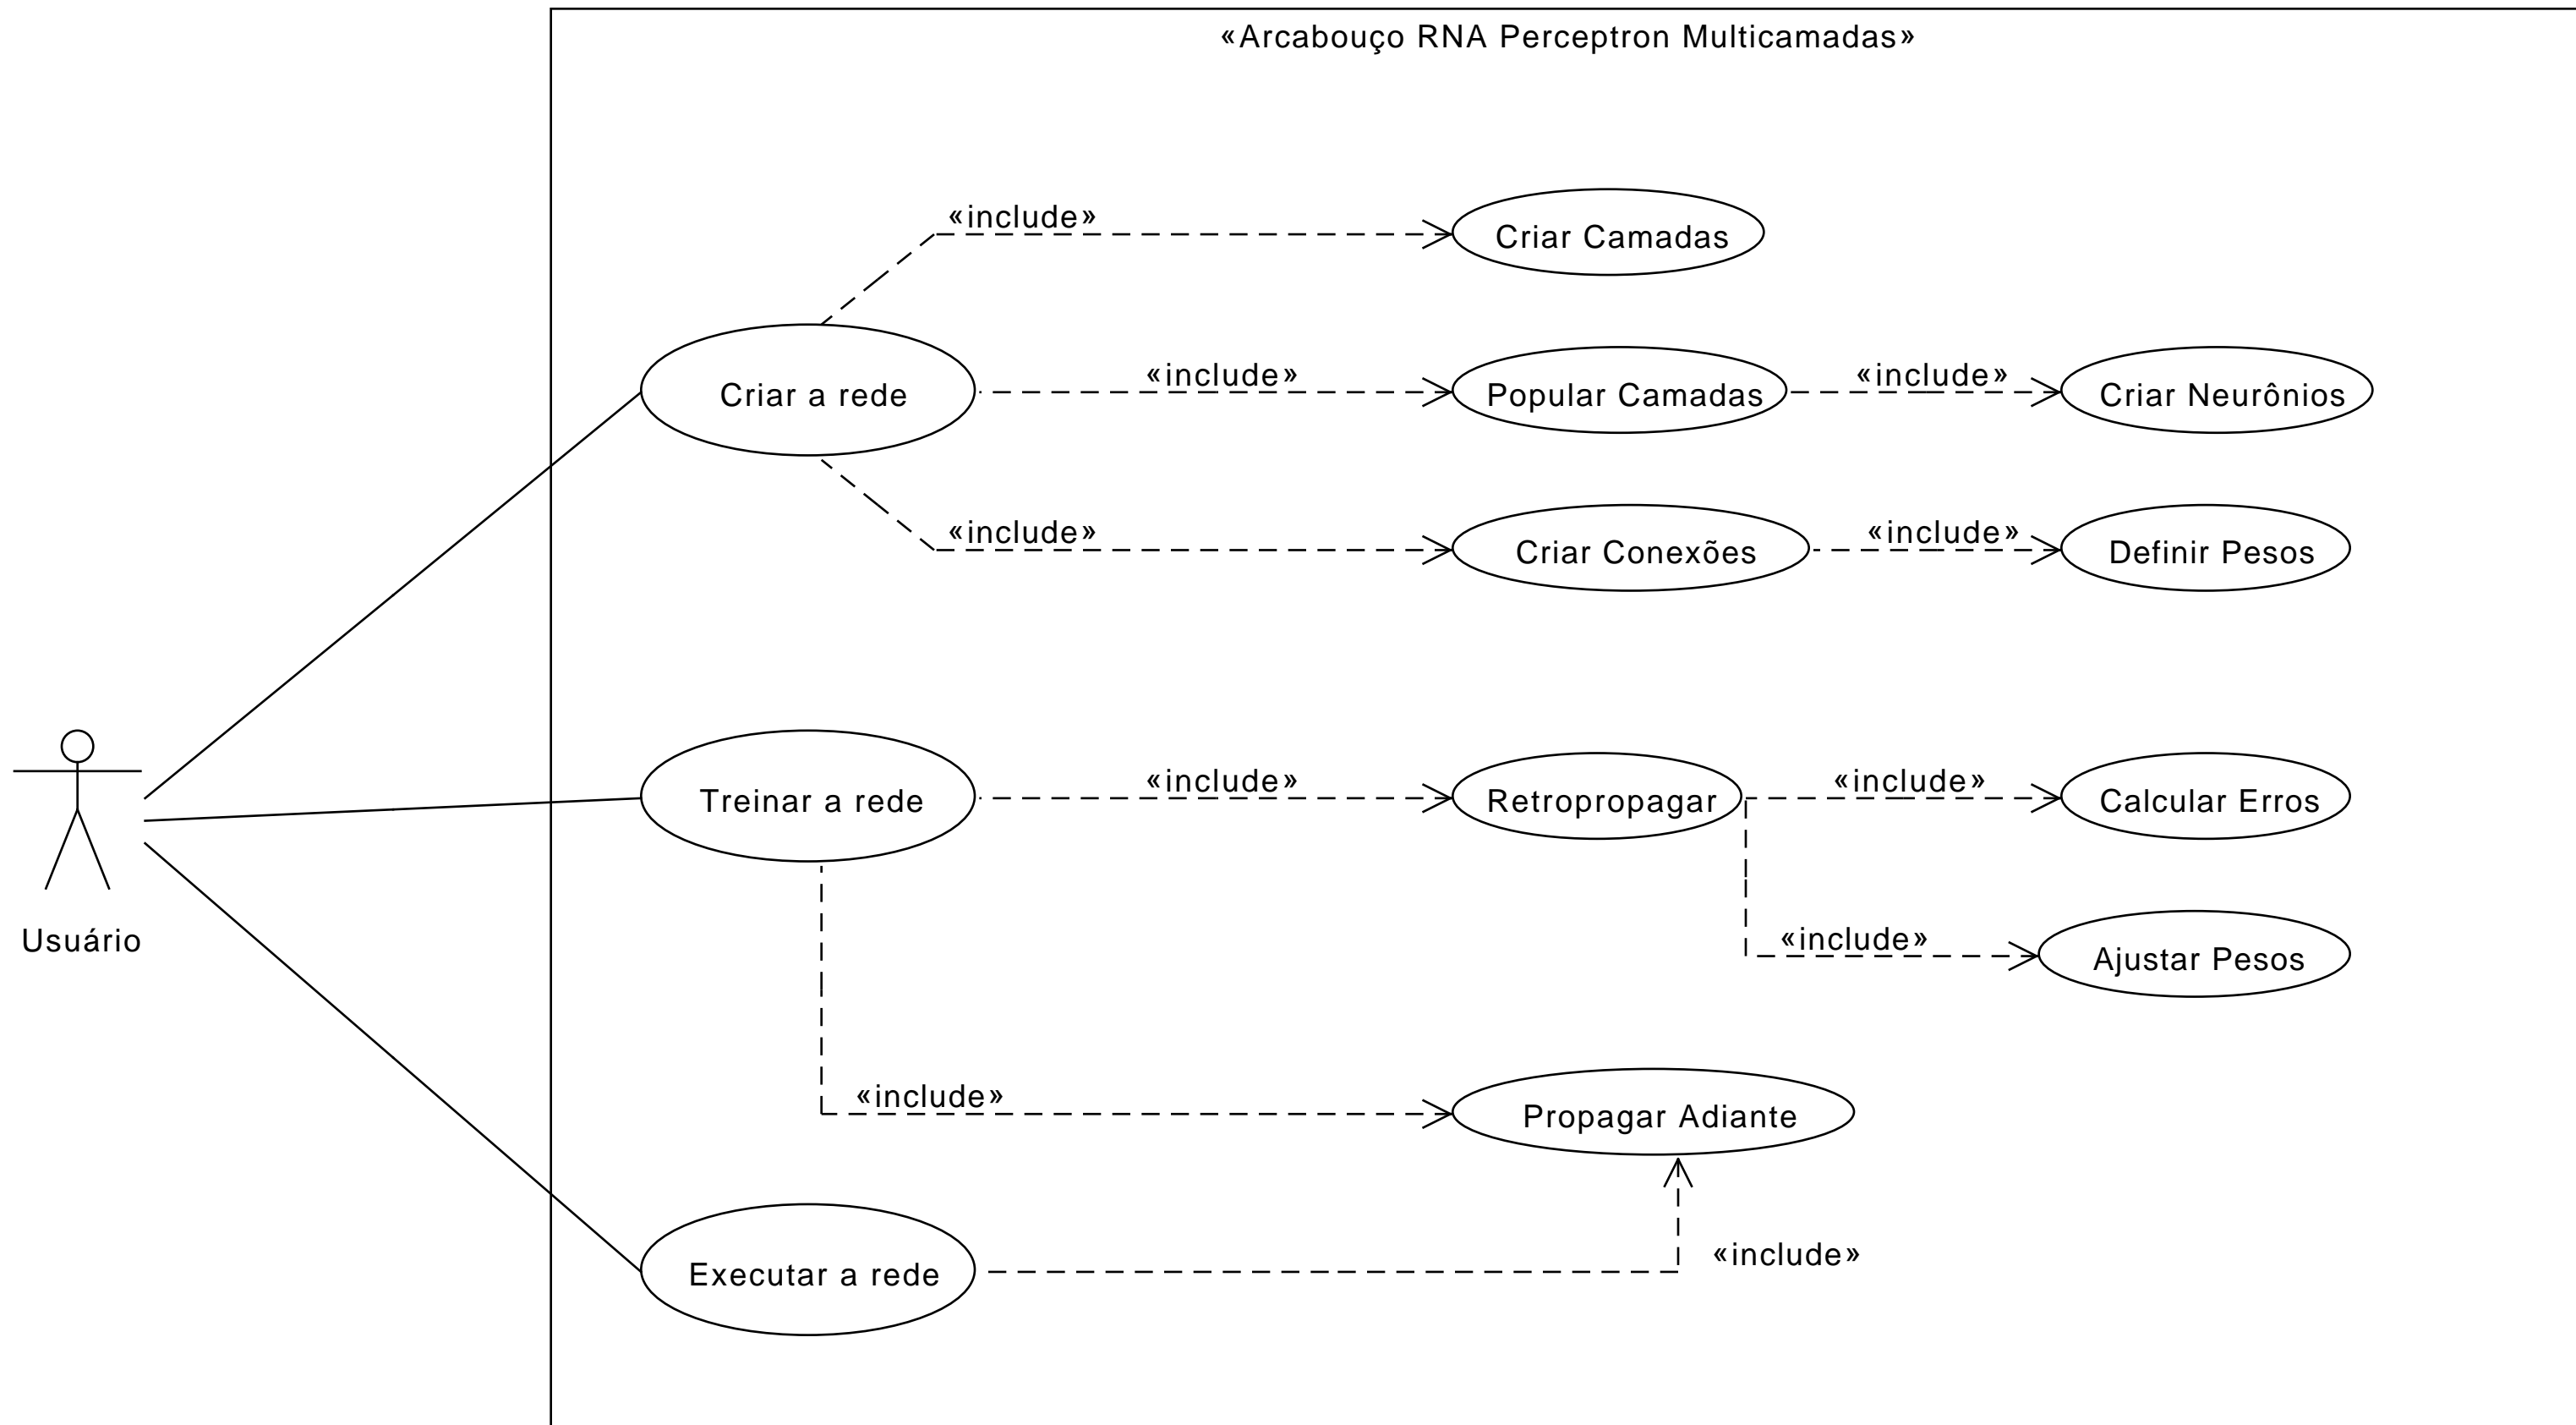 «Arcabouço RNA Perceptron Multicamadas»
«include»
Criar Camadas
Criar a rede
«include»
Popular Camadas
«include»
Criar Neurônios
«include»
Criar Conexões
«include»
Definir Pesos
Usuário
Treinar a rede
«include»
Retropropagar
«include»
Calcular Erros
«include»
Ajustar Pesos
«include»
Propagar Adiante
Executar a rede
«include»